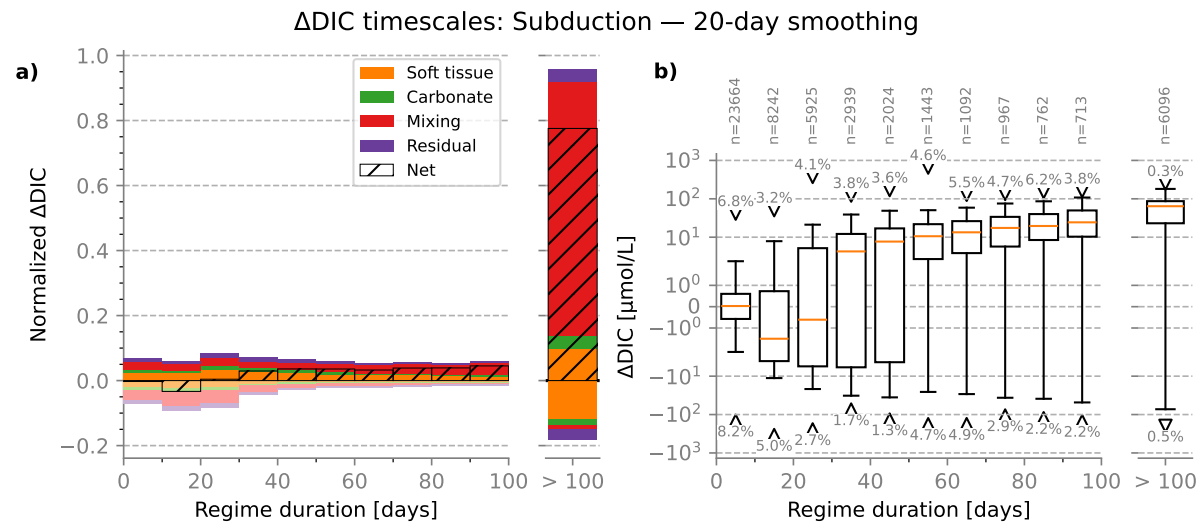 ΔDIC timescales: Subduction — 20-day smoothing
a)
Normalized ΔDIC
1.0
0.8
0.6
0.4
0.2
0.0
−0.2
Soft tissue
Carbonate
Mixing
Residual
Net
0 20 40 60 80 100 > 100
Regime duration [days]
b)
n=23664
n=8242
n=5925
n=2939
n=2024
n=1443
n=1092
n=967
n=762
n=713
n=6096
ΔDIC [µmol/L]
10³
10²
10¹
10⁰
0
−10⁰
−10¹
−10²
−10³
6.8% 3.2% 4.1% 3.8% 3.6% 4.6% 5.5% 4.7% 6.2% 3.8% 0.3%
8.2% 5.0% 2.7% 1.7% 1.3% 4.7% 4.9% 2.9% 2.2% 2.2% 0.5%
0 20 40 60 80 100 > 100
Regime duration [days]